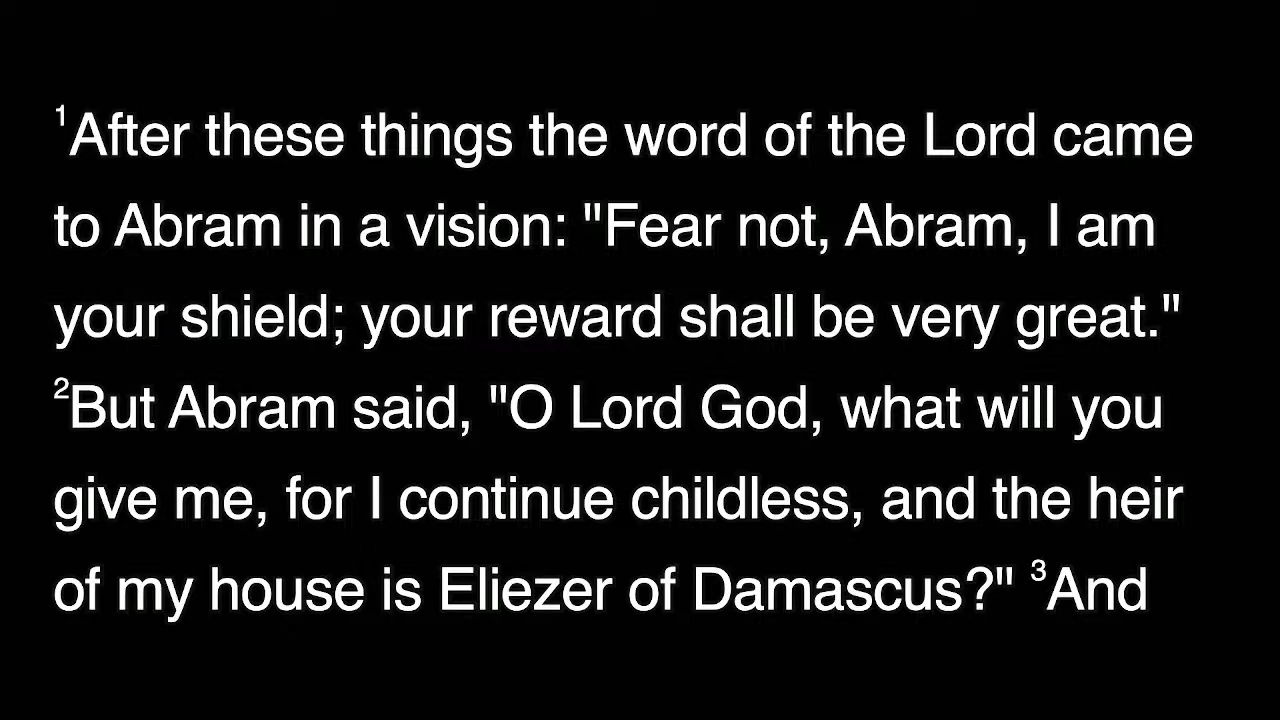 ¹After these things the word of the Lord came
to Abram in a vision: "Fear not, Abram, I am
your shield; your reward shall be very great."
²But Abram said, "O Lord God, what will you
give me, for I continue childless, and the heir
of my house is Eliezer of Damascus?" ³And